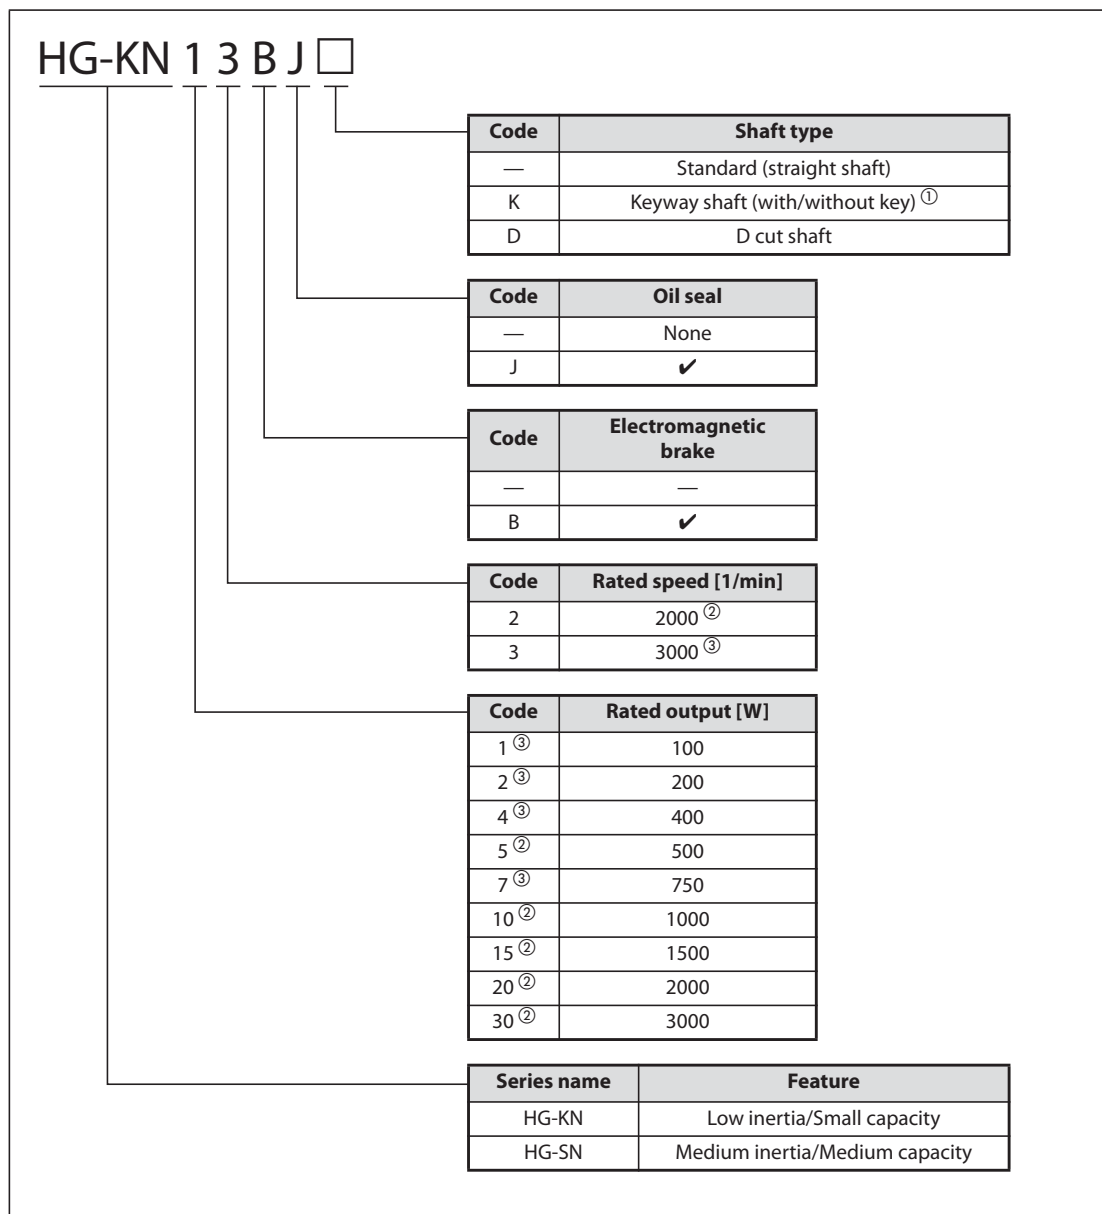 HG-KN 1 3 B J □
Code Shaft type
— Standard (straight shaft)
K Keyway shaft (with/without key) ①
D D cut shaft
Code Oil seal
— None
J ✔
Code Electromagnetic
brake
— —
B ✔
Code Rated speed [1/min]
2 2000 ②
3 3000 ③
Code Rated output [W]
1 ③ 100
2 ③ 200
4 ③ 400
5 ② 500
7 ③ 750
10 ② 1000
15 ② 1500
20 ② 2000
30 ② 3000
Series name Feature
HG-KN Low inertia/Small capacity
HG-SN Medium inertia/Medium capacity